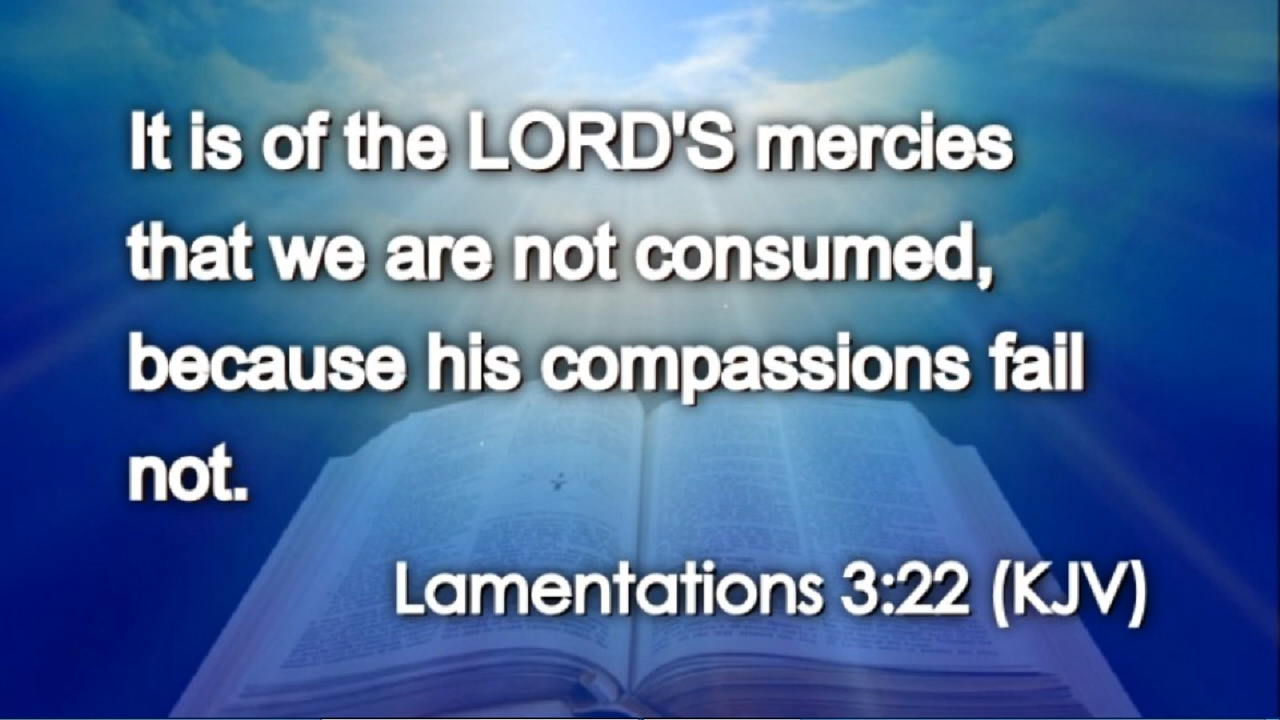 It is of the LORD'S mercies
that we are not consumed,
because his compassions fail
not.
Lamentations 3:22 (KJV)